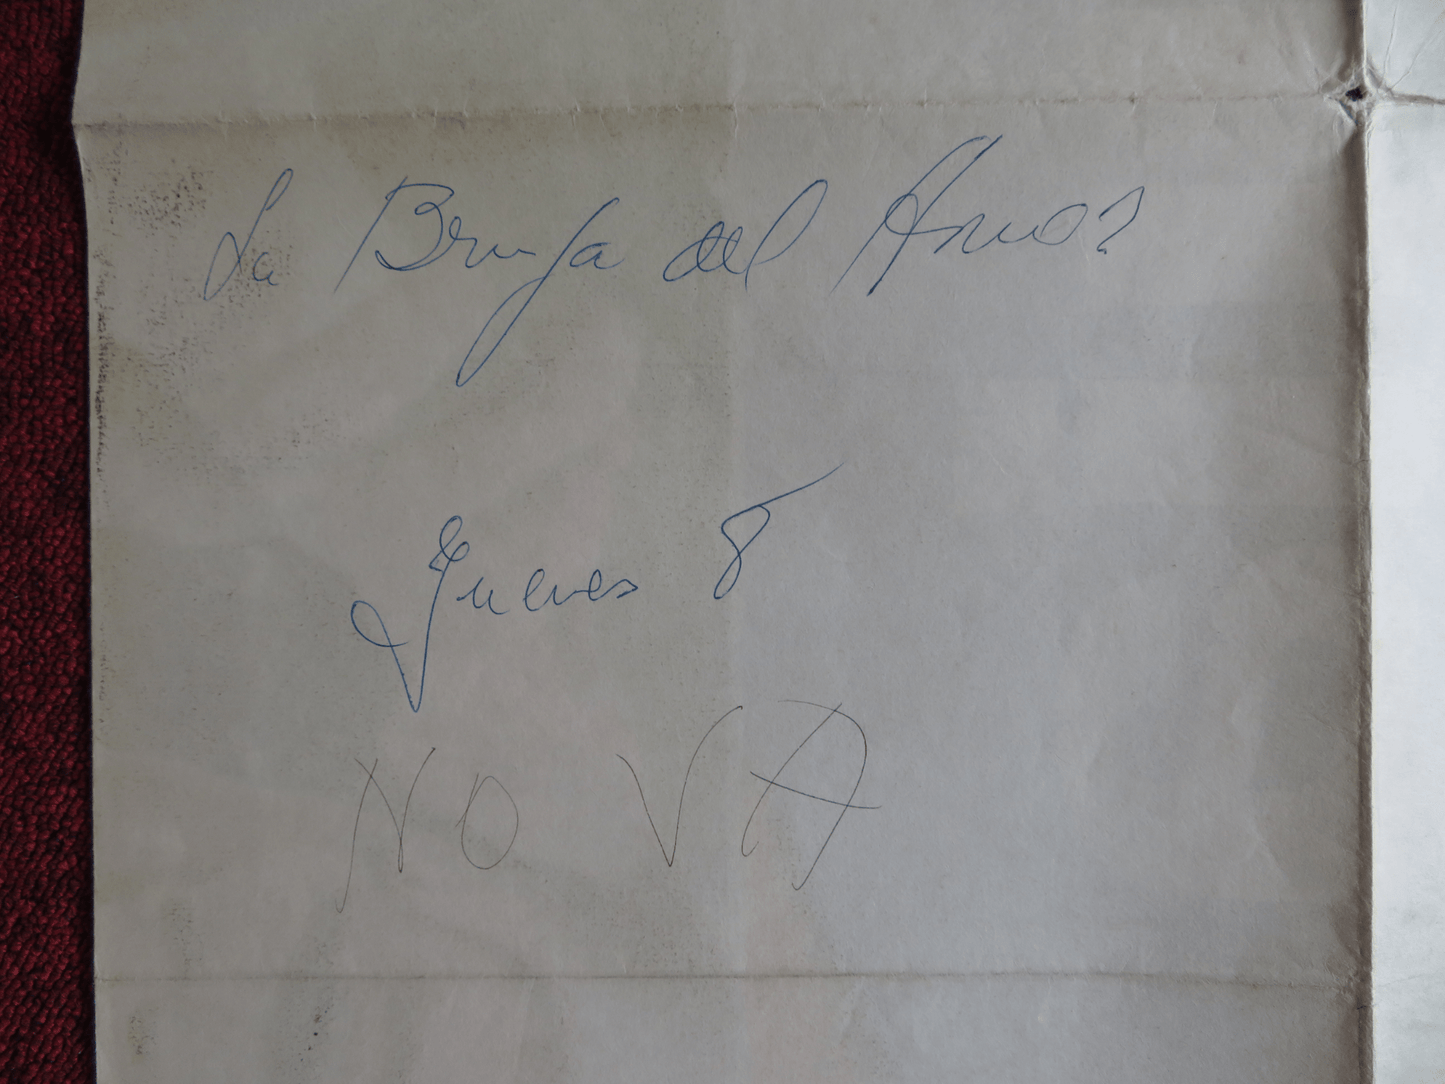 La Bruja del Amor
Jueves 8
NO VA